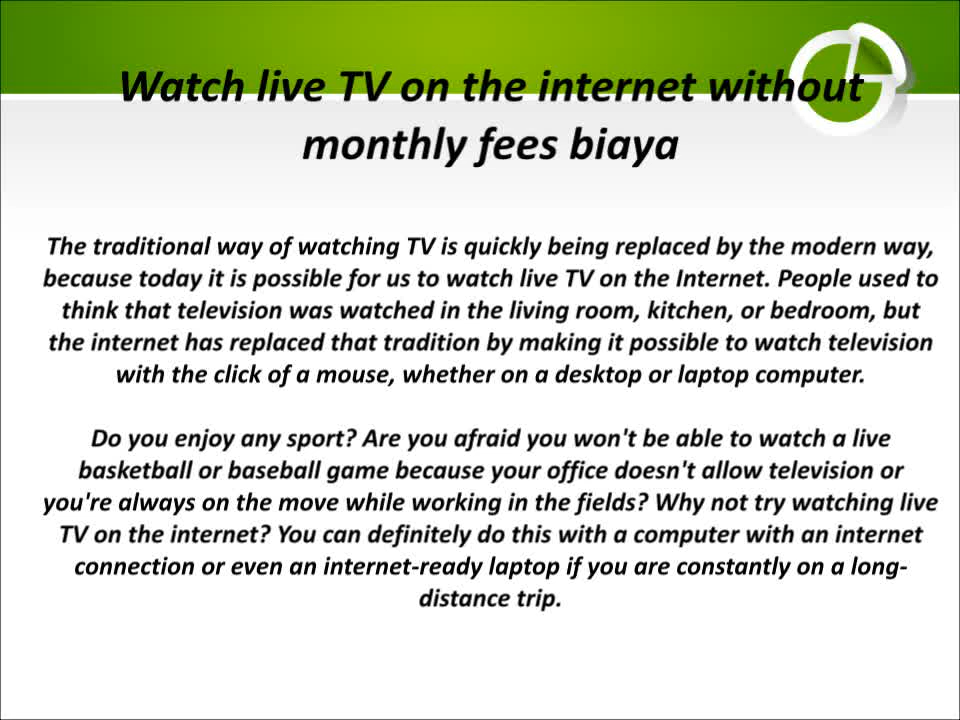 Watch live TV on the internet without
monthly fees biaya
The traditional way of watching TV is quickly being replaced by the modern way,
because today it is possible for us to watch live TV on the Internet. People used to
think that television was watched in the living room, kitchen, or bedroom, but
the internet has replaced that tradition by making it possible to watch television
with the click of a mouse, whether on a desktop or laptop computer.
Do you enjoy any sport? Are you afraid you won't be able to watch a live
basketball or baseball game because your office doesn't allow television or
you're always on the move while working in the fields? Why not try watching live
TV on the internet? You can definitely do this with a computer with an internet
connection or even an internet-ready laptop if you are constantly on a long-
distance trip.